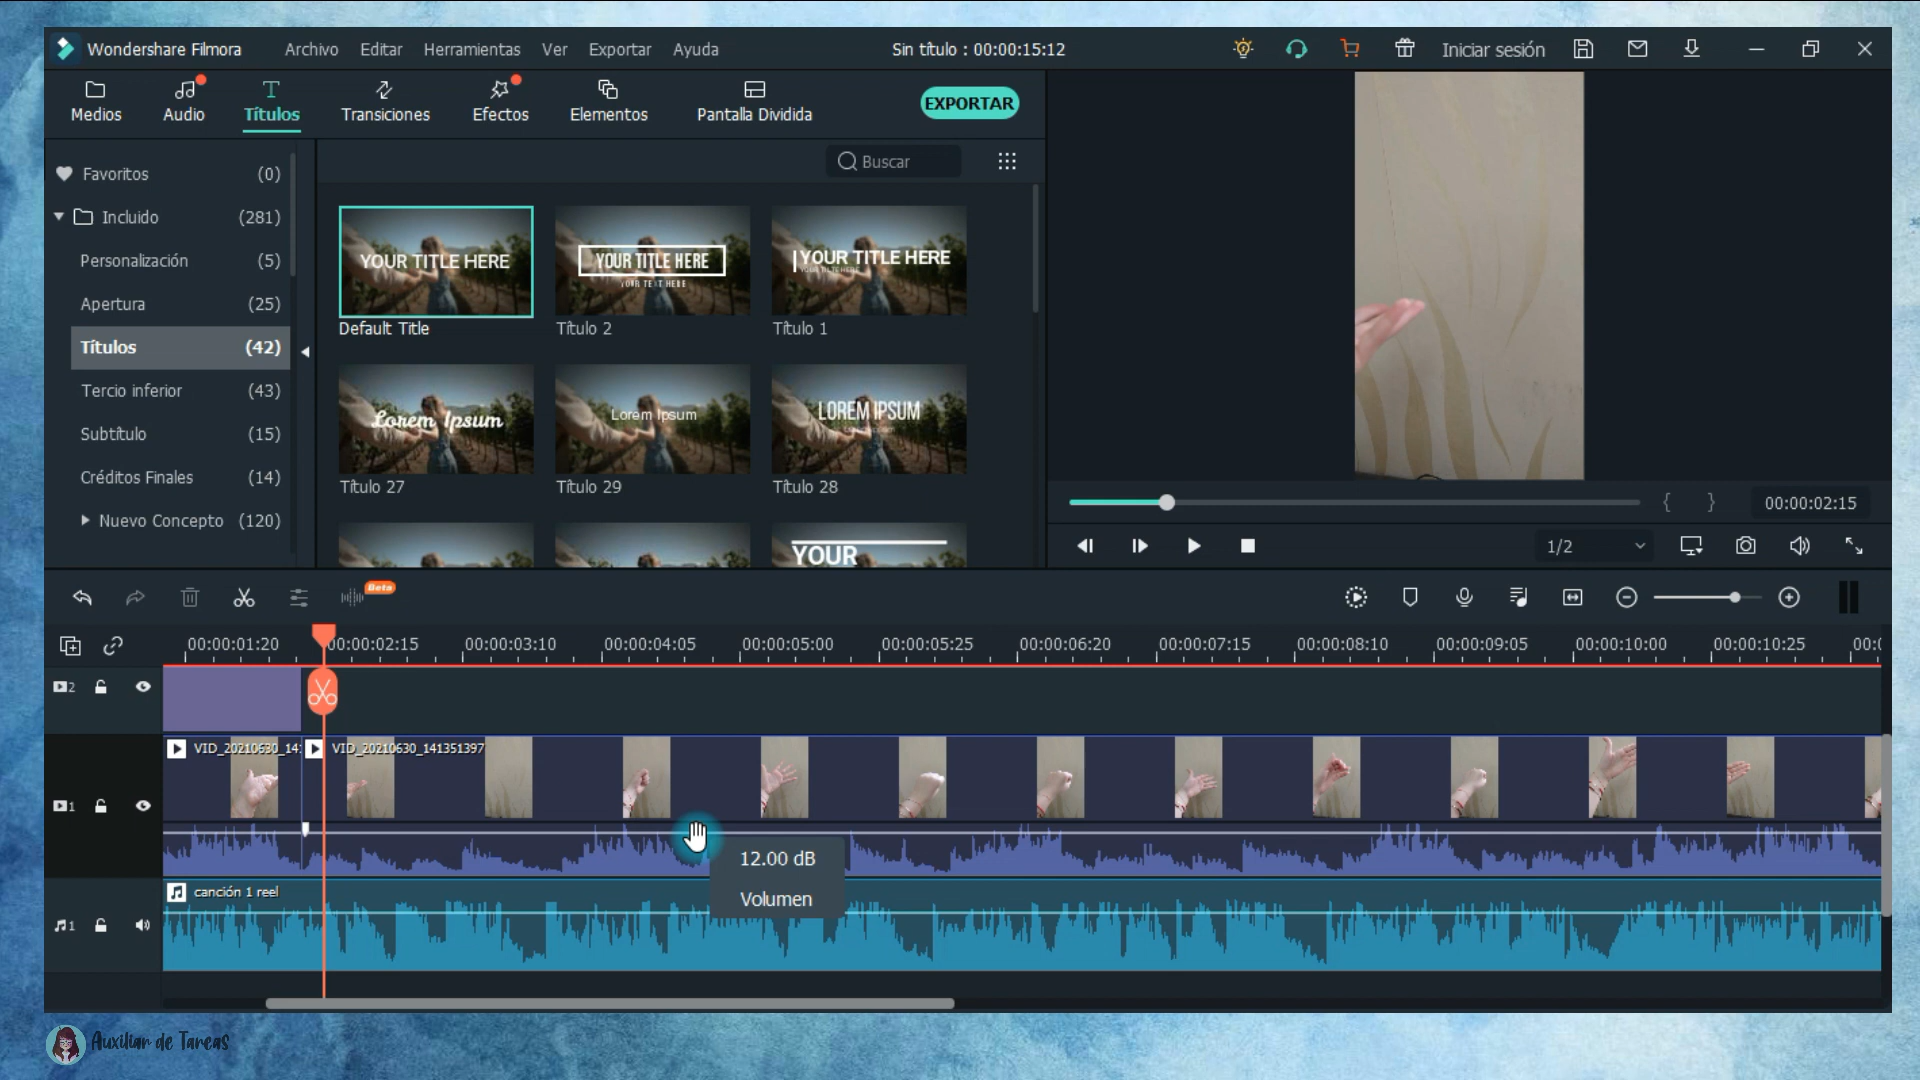 Wondershare Filmora
Archivo Editar Herramientas Ver Exportar Ayuda
Sin título : 00:00:15:12
Iniciar sesión
Medios Audio Títulos Transiciones Efectos Elementos Pantalla Dividida
EXPORTAR
Favoritos (0)
Incluido (281)
Personalización (5)
Apertura (25)
Títulos (42)
Tercio inferior (43)
Subtítulo (15)
Créditos Finales (14)
Nuevo Concepto (120)
Buscar
YOUR TITLE HERE
Default Title
YOUR TITLE HERE
YOUR TEXT HERE
Título 2
YOUR TITLE HERE
Título 1
Lorem Ipsum
Título 27
Lorem Ipsum
Título 29
LOREM IPSUM
Título 28
YOUR
{ }
00:00:02:15
1/2
Beta
00:00:01:20 00:00:02:15 00:00:03:10 00:00:04:05 00:00:05:00 00:00:05:25 00:00:06:20 00:00:07:15 00:00:08:10 00:00:09:05 00:00:10:00 00:00:10:25 00:0
2
VID_20210630_14 VID_20210630_141351397
1
12.00 dB
Volumen
canción 1 reel
1
Auxiliar de Tareas